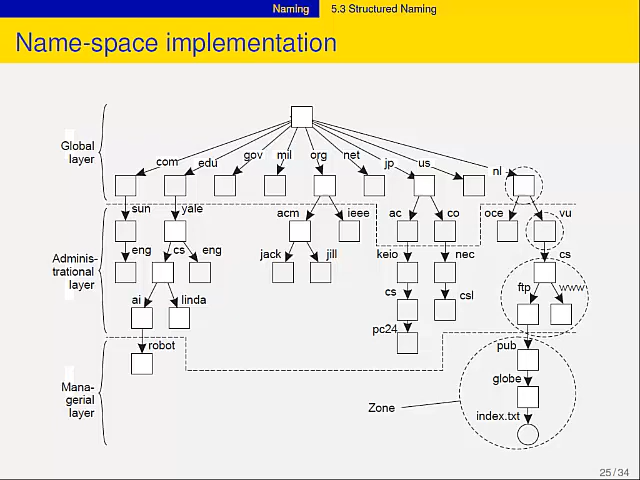 Naming 5.3 Structured Naming
Name-space implementation
Global
layer
com edu gov mil org net jp us nl
sun yale acm ieee ac co oce vu
Adminis-
trational
layer
eng cs eng jack jill keio nec cs
ai linda cs csl ftp www
pc24
robot pub
Mana-
gerial
layer
globe
Zone
index.txt
25 / 34